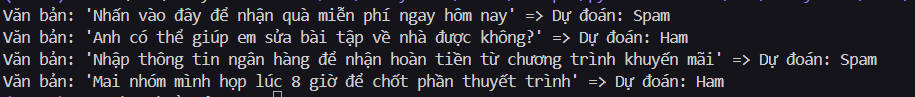 Văn bản: 'Nhấn vào đây để nhận quà miễn phí ngay hôm nay' => Dự đoán: Spam
Văn bản: 'Anh có thể giúp em sửa bài tập về nhà được không?' => Dự đoán: Ham
Văn bản: 'Nhập thông tin ngân hàng để nhận hoàn tiền từ chương trình khuyến mãi' => Dự đoán: Spam
Văn bản: 'Mai nhóm mình họp lúc 8 giờ để chốt phần thuyết trình' => Dự đoán: Ham